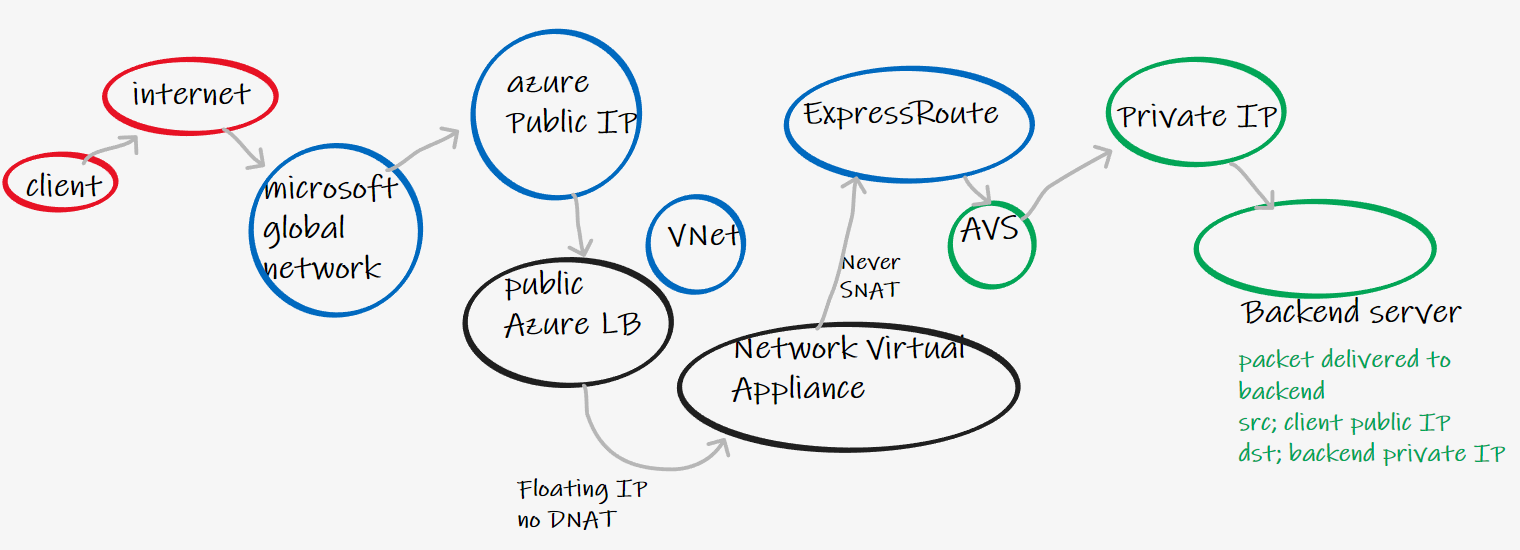 client
internet
microsoft
global
network
azure
Public IP
public
Azure LB
VNet
Floating IP
no DNAT
Network Virtual
Appliance
Never
SNAT
ExpressRoute
AVS
Private IP
Backend server
packet delivered to
backend
src; client public IP
dst; backend private IP